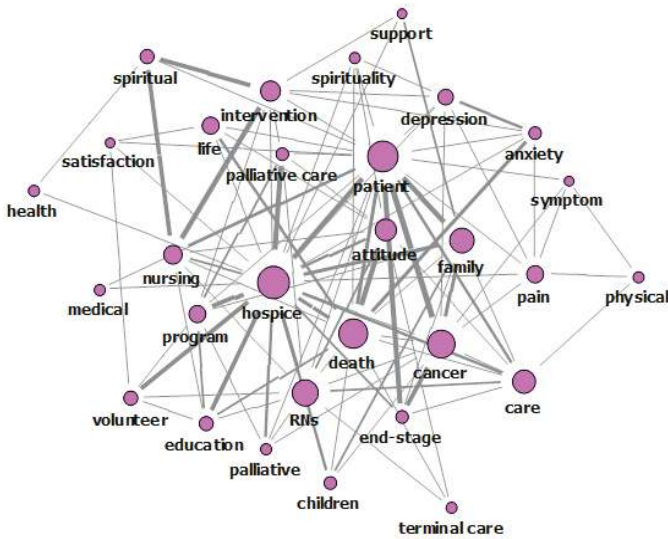 support
spiritual
spirituality
intervention
depression
life
anxiety
satisfaction
palliative care
patient
symptom
health
attitude
family
nursing
pain
physical
medical
hospice
program
death
cancer
care
volunteer
RNs
education
end-stage
palliative
children
terminal care